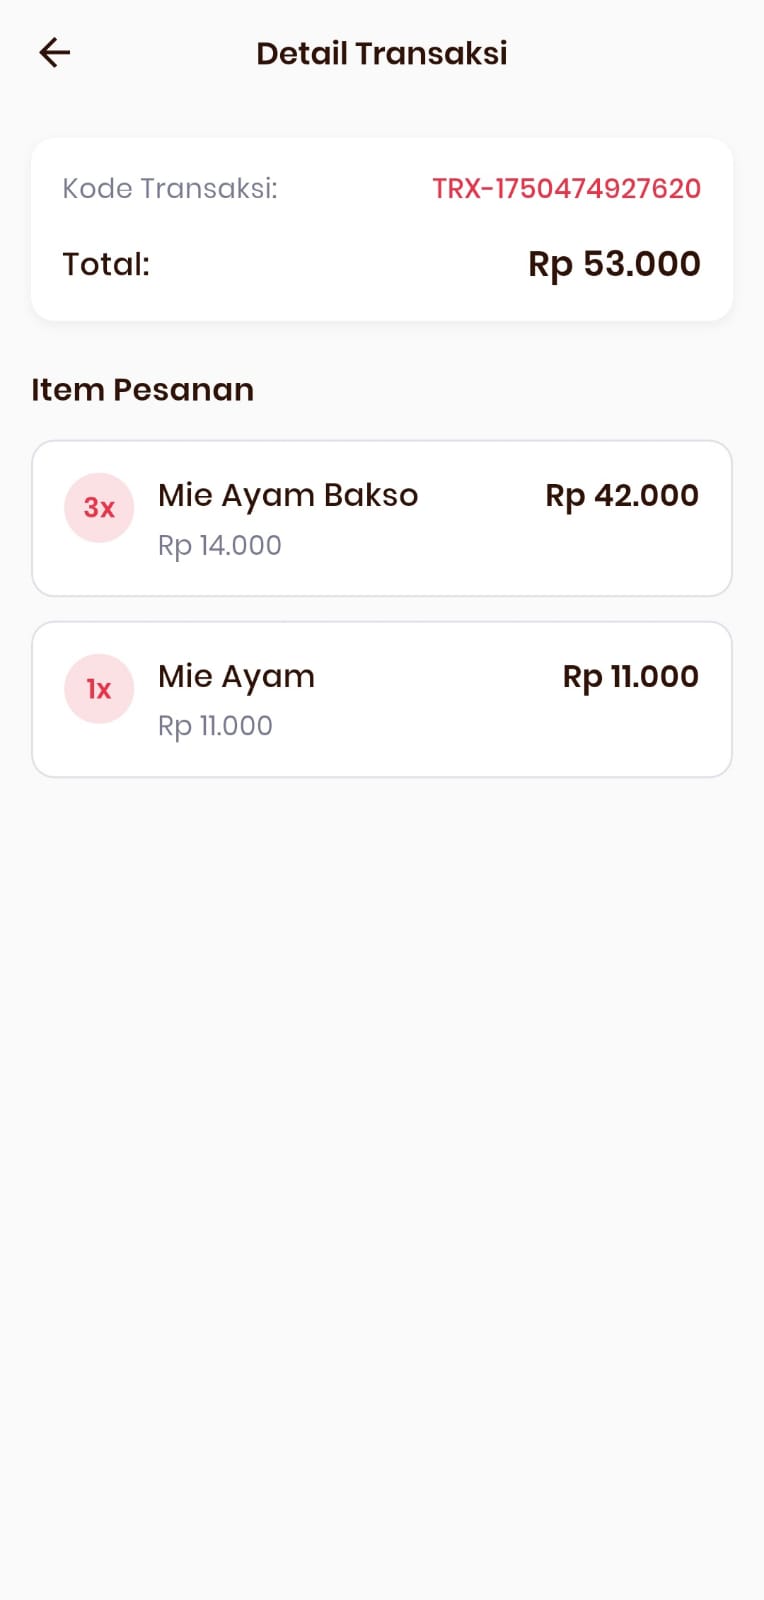 Detail Transaksi
Kode Transaksi: TRX-1750474927620
Total: Rp 53.000
Item Pesanan
3x Mie Ayam Bakso Rp 42.000
Rp 14.000
1x Mie Ayam Rp 11.000
Rp 11.000